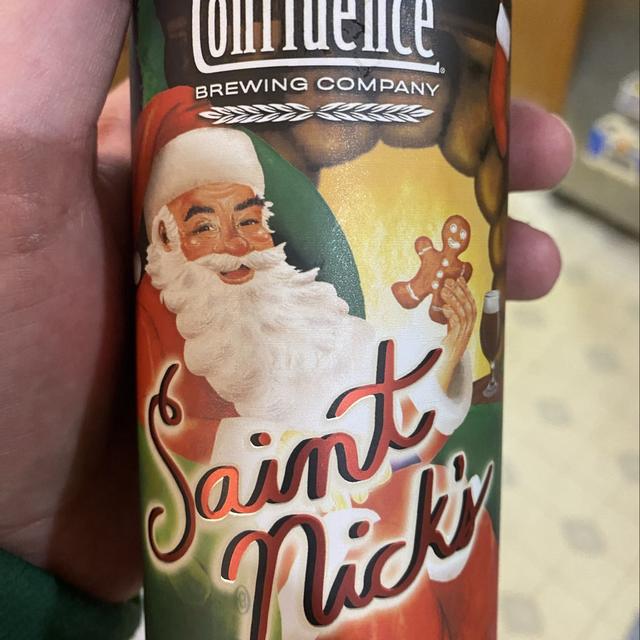 Confluence
BREWING COMPANY
Saint
Nick's